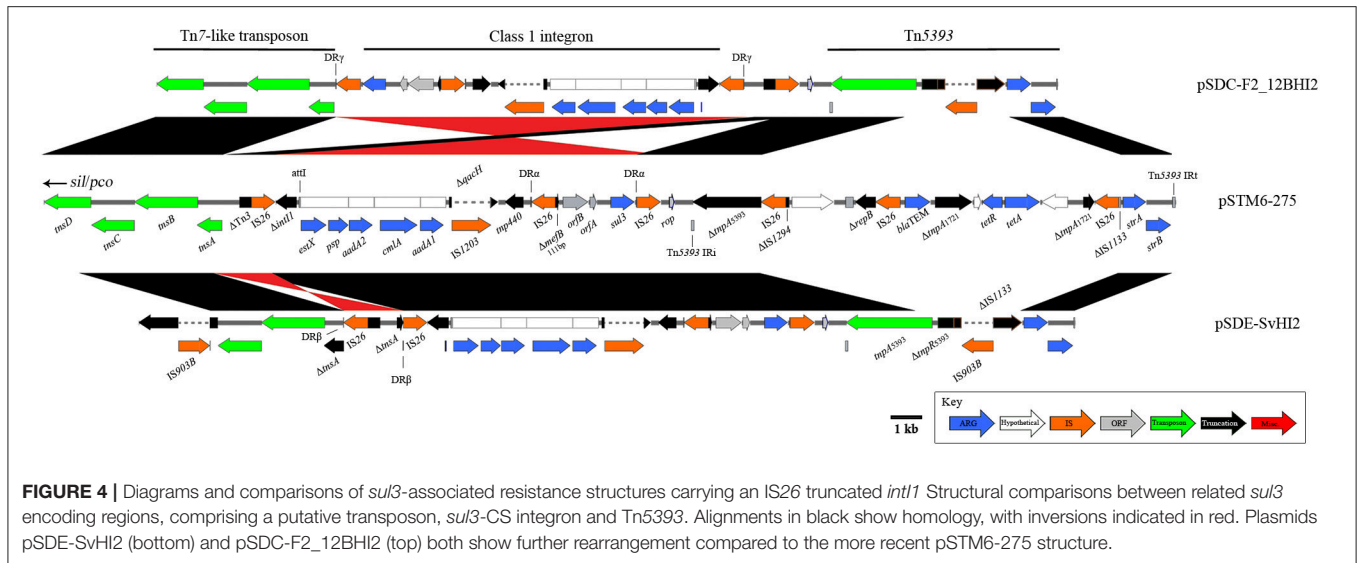 Tn7-like transposon
Class 1 integron
Tn5393
DRγ
DRγ
pSDC-F2_12BHI2
sil/pco
attI
ΔqacH
DRα
DRα
Tn5393 IRt
pSTM6-275
tnsD
tnsC
tnsB
tnsA
ΔTn3
IS26
ΔintI1
estX
psp
aadA2
cmlA
aadA1
IS1203
tnp440
IS26
ΔmefB
111bp
orfB
orfA
sul3
IS26
rop
Tn5393 IRi
ΔtnpA5393
IS26
ΔIS1294
ΔrepB
IS26
blaTEM
ΔtnpA1721
tetR
tetA
ΔtnpA1721
IS26
ΔIS1133
strA
strB
ΔIS1133
pSDE-SvHI2
IS903B
DRβ
ΔtnsA
IS26
ΔtnsA
IS26
DRβ
tnpA5393
ΔtnpR5393
IS903B
1 kb
Key
ARG
Hypothetical
IS
ORF
Transposon
Truncation
Misc.
FIGURE 4 | Diagrams and comparisons of sul3-associated resistance structures carrying an IS26 truncated intI1 Structural comparisons between related sul3
encoding regions, comprising a putative transposon, sul3-CS integron and Tn5393. Alignments in black show homology, with inversions indicated in red. Plasmids
pSDE-SvHI2 (bottom) and pSDC-F2_12BHI2 (top) both show further rearrangement compared to the more recent pSTM6-275 structure.